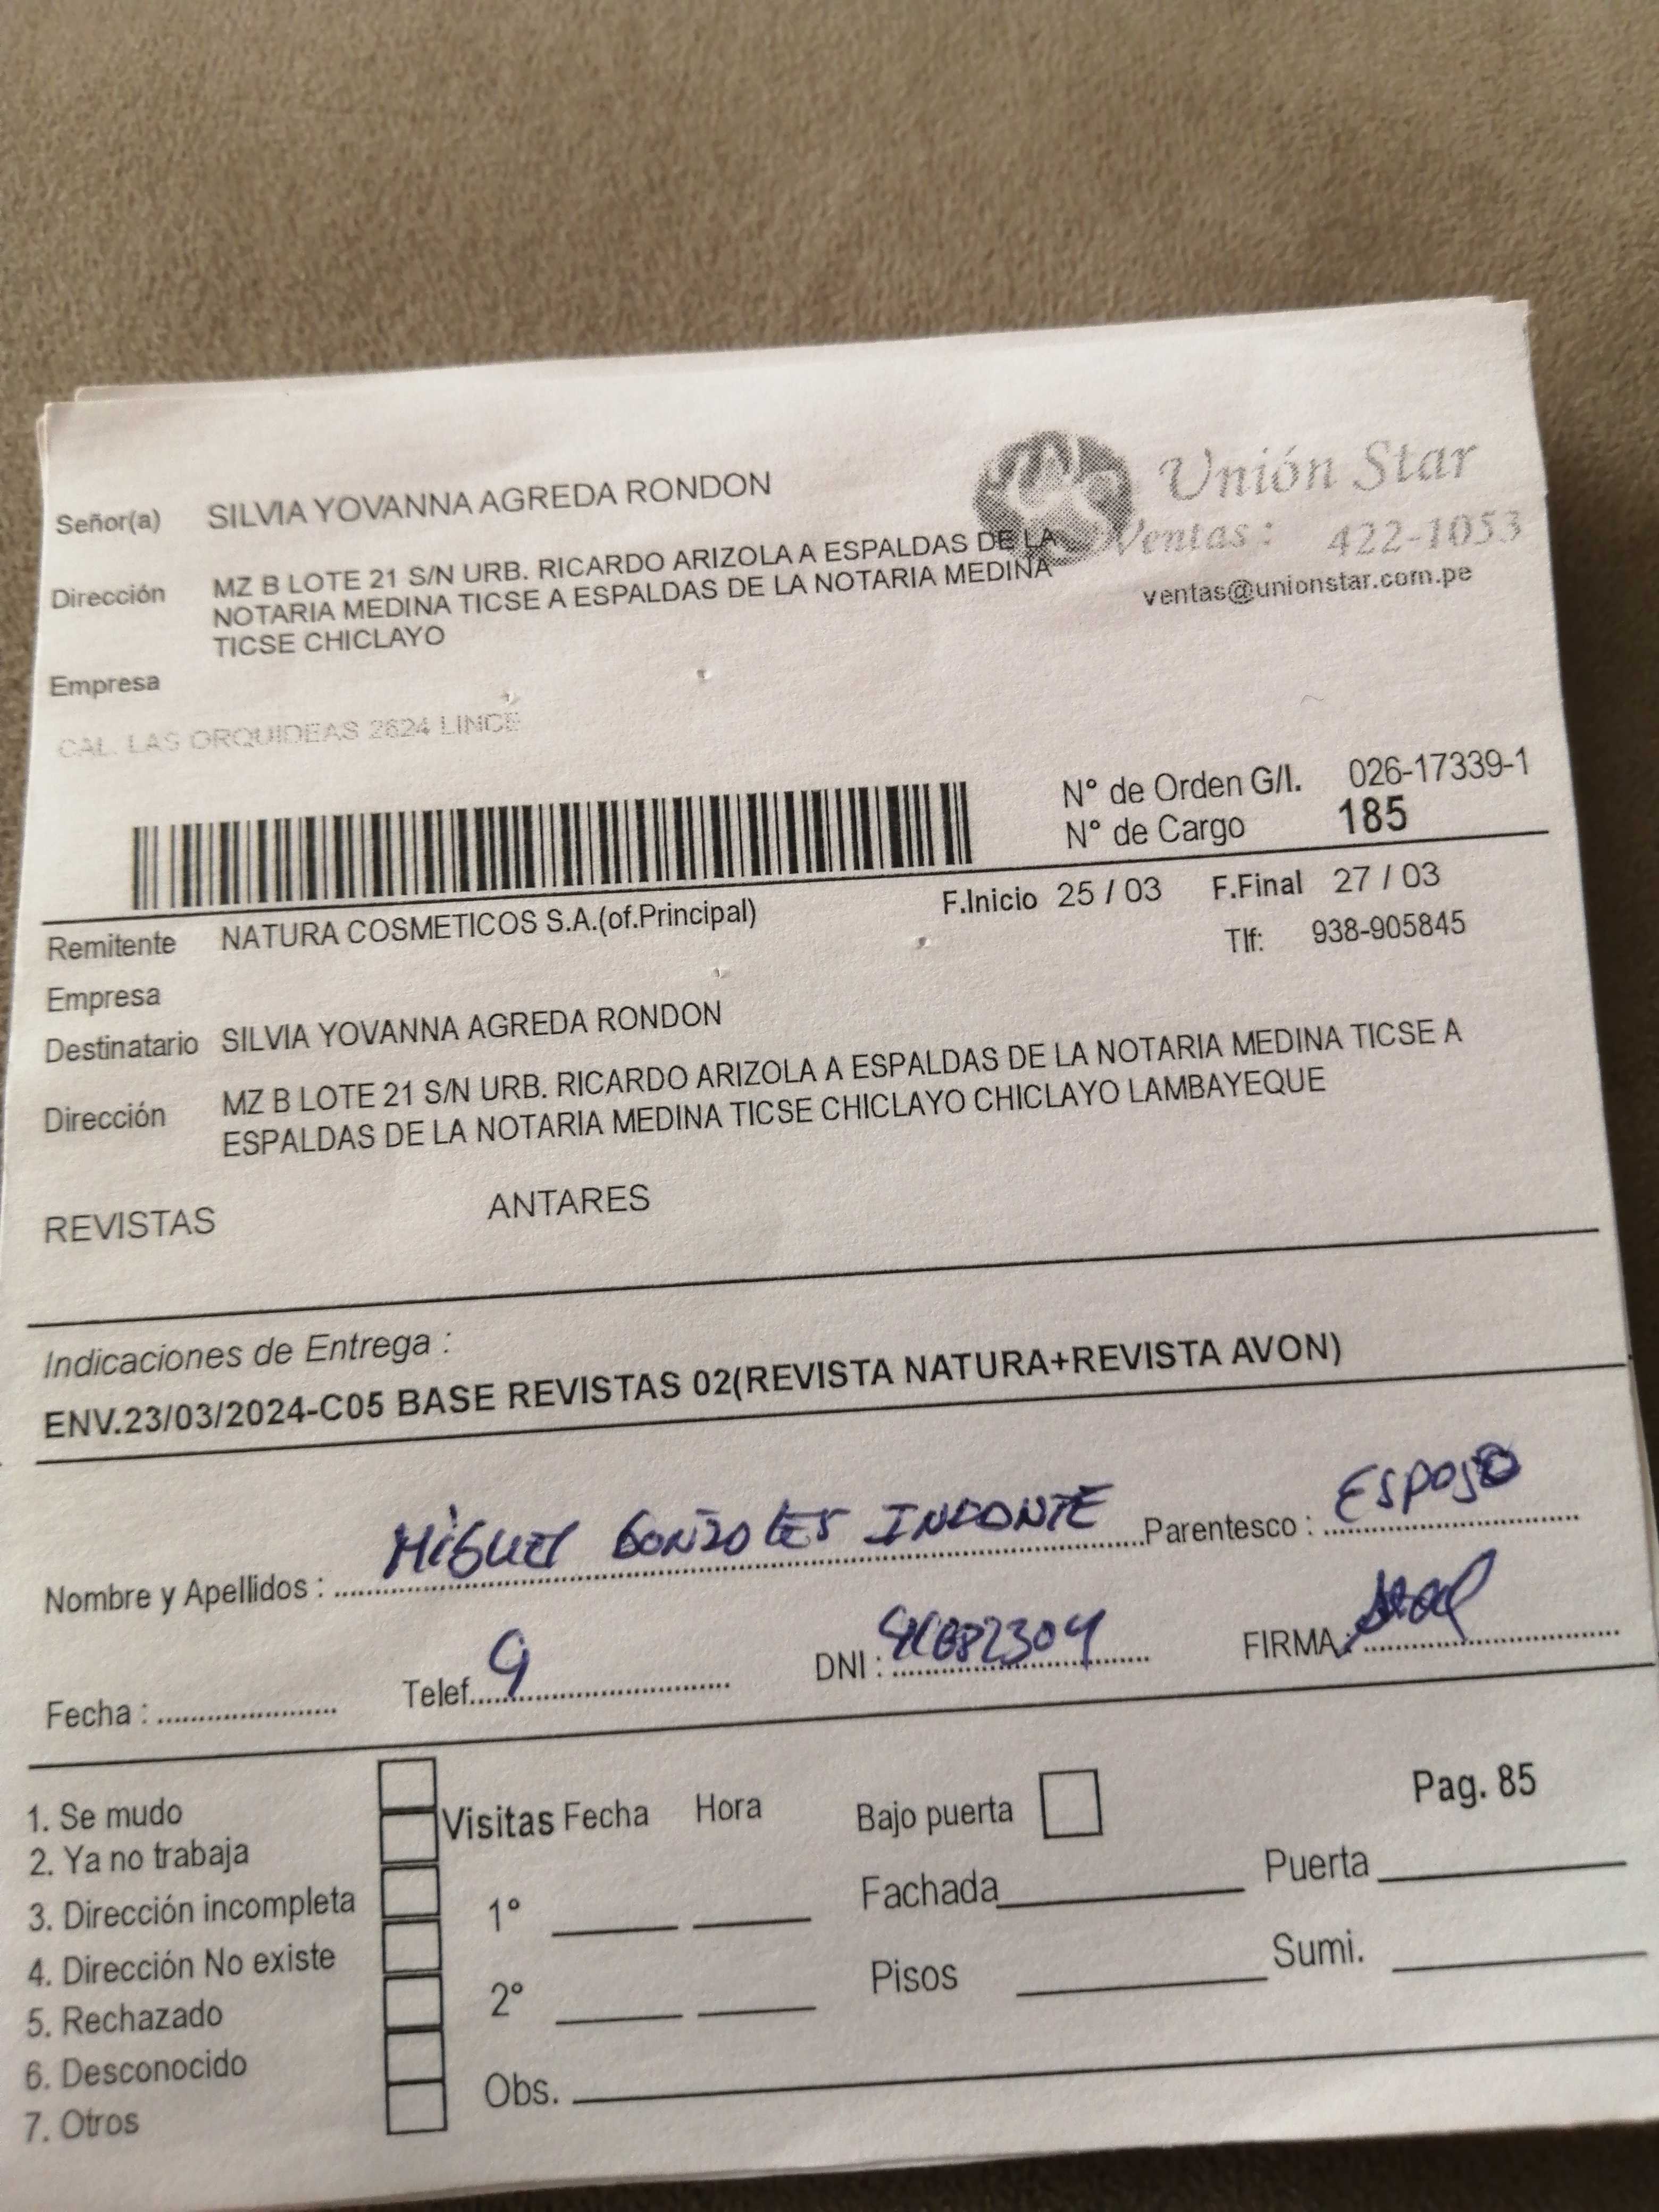 Señor(a) SILVIA YOVANNA AGREDA RONDON
Unión Star
Ventas: 422-1053
ventas@unionstar.com.pe
Dirección MZ B LOTE 21 S/N URB. RICARDO ARIZOLA A ESPALDAS DE LA
NOTARIA MEDINA TICSE A ESPALDAS DE LA NOTARIA MEDINA
TICSE CHICLAYO
Empresa
CAL. LAS ORQUIDEAS 2624 LINCE
N° de Orden G/I. 026-17339-1
N° de Cargo 185
F.Inicio 25 / 03 F.Final 27 / 03
Remitente NATURA COSMETICOS S.A.(of.Principal)
Tlf: 938-905845
Empresa
Destinatario SILVIA YOVANNA AGREDA RONDON
Dirección MZ B LOTE 21 S/N URB. RICARDO ARIZOLA A ESPALDAS DE LA NOTARIA MEDINA TICSE A
ESPALDAS DE LA NOTARIA MEDINA TICSE CHICLAYO CHICLAYO LAMBAYEQUE
REVISTAS ANTARES
Indicaciones de Entrega :
ENV.23/03/2024-C05 BASE REVISTAS 02(REVISTA NATURA+REVISTA AVON)
Nombre y Apellidos : MIGUEL GONZALES Parentesco : ESPOSO
Fecha : Telef. 9 DNI : FIRMA :
1. Se mudo
2. Ya no trabaja
3. Dirección incompleta
4. Dirección No existe
5. Rechazado
6. Desconocido
7. Otros
Visitas Fecha Hora
1°
2°
Obs.
Bajo puerta
Pag. 85
Fachada Puerta
Pisos Sumi.